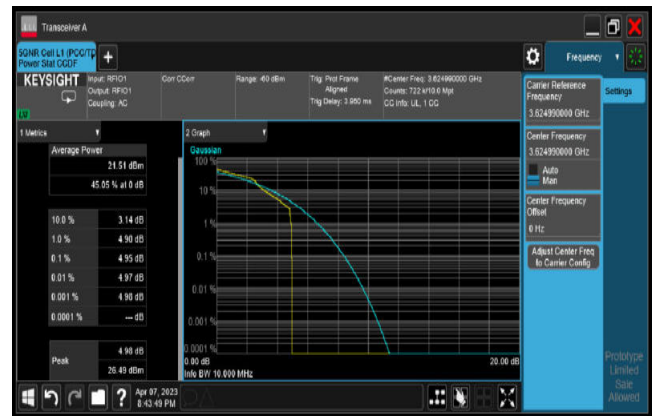 Transceiver A
5GNR Cell L1 (PCC/TD
Power Stat CCDF
Frequency
KEYSIGHT
Input: RFIO1
Output: RFIO1
Coupling: AC
Corr CCorr
Range: -60 dBm
Trig: Prot Frame
Aligned
Trig Delay: 3.950 ms
#Center Freq: 3.624990000 GHz
Counts: 722 k/10.0 Mpt
CC Info: UL, 1 CC
1 Metrics
Average Power
21.51 dBm
45.05 % at 0 dB
10.0 % 3.14 dB
1.0 % 4.90 dB
0.1 % 4.95 dB
0.01 % 4.97 dB
0.001 % 4.98 dB
0.0001 % --- dB
Peak
4.98 dB
26.49 dBm
2 Graph
Gaussian
100 %
10 %
1 %
0.1 %
0.01 %
0.001 %
0.0001 %
0.00 dB
20.00 dB
Info BW 10.000 MHz
Carrier Reference
Frequency
3.624990000 GHz
Center Frequency
3.624990000 GHz
Auto
Man
Center Frequency
Offset
0 Hz
Adjust Center Freq
to Carrier Config
Settings
Prototype
Limited
Sale
Allowed
?
Apr 07, 2023
8:43:49 PM